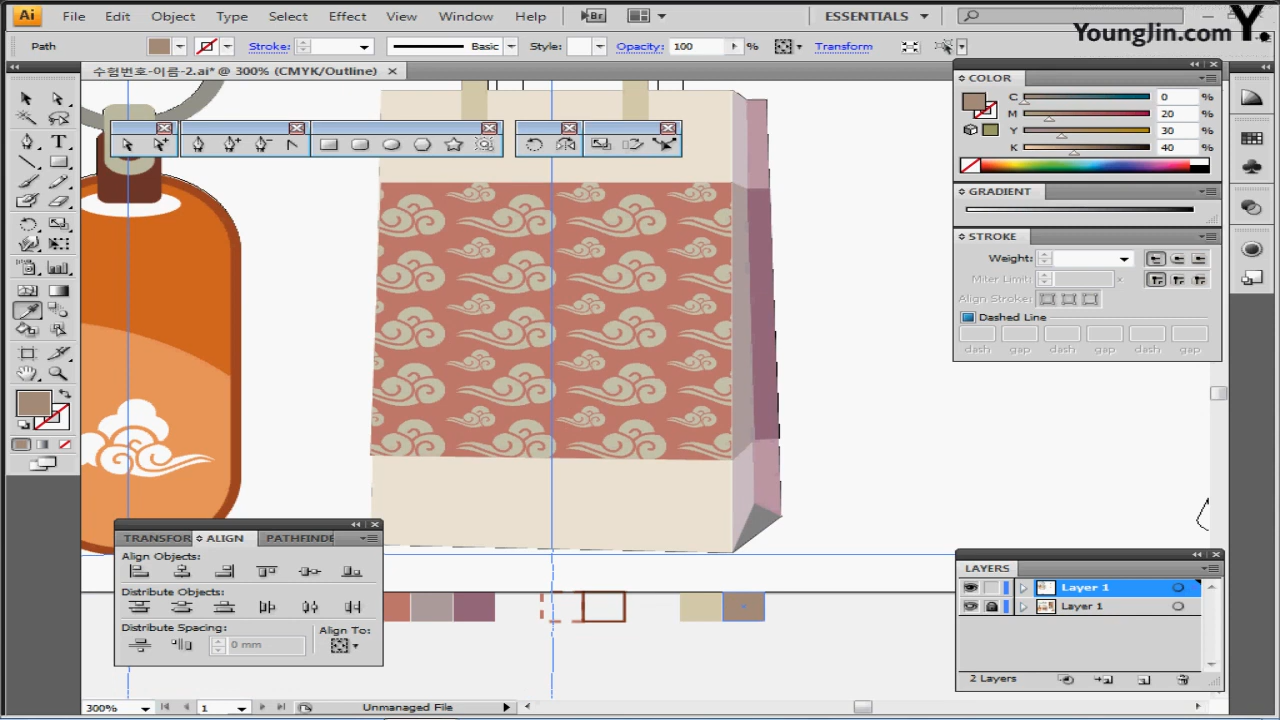 Ai File Edit Object Type Select Effect View Window Help Br ESSENTIALS
YoungJin.com Y.
Path Stroke: Basic Style: Opacity: 100 % Transform
수험번호-이름-2.ai* @ 300% (CMYK/Outline)
COLOR
C 0 %
M 20 %
Y 30 %
K 40 %
GRADIENT
STROKE
Weight:
Miter Limit: x
Align Stroke:
Dashed Line
dash gap dash gap dash gap
TRANSFOR ALIGN PATHFINDE
Align Objects:
Distribute Objects:
Distribute Spacing: Align To:
0 mm
LAYERS
Layer 1
Layer 1
2 Layers
300% 1 Unmanaged File